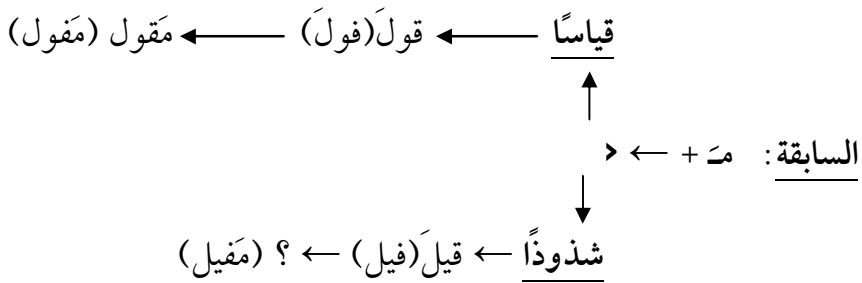 قياسًا ← قولَ(فولَ) ← مَقول (مَفول)
السابقة: مـَ + ←
شذوذًا ← قيلَ(فيل) ← ؟ (مَفيل)